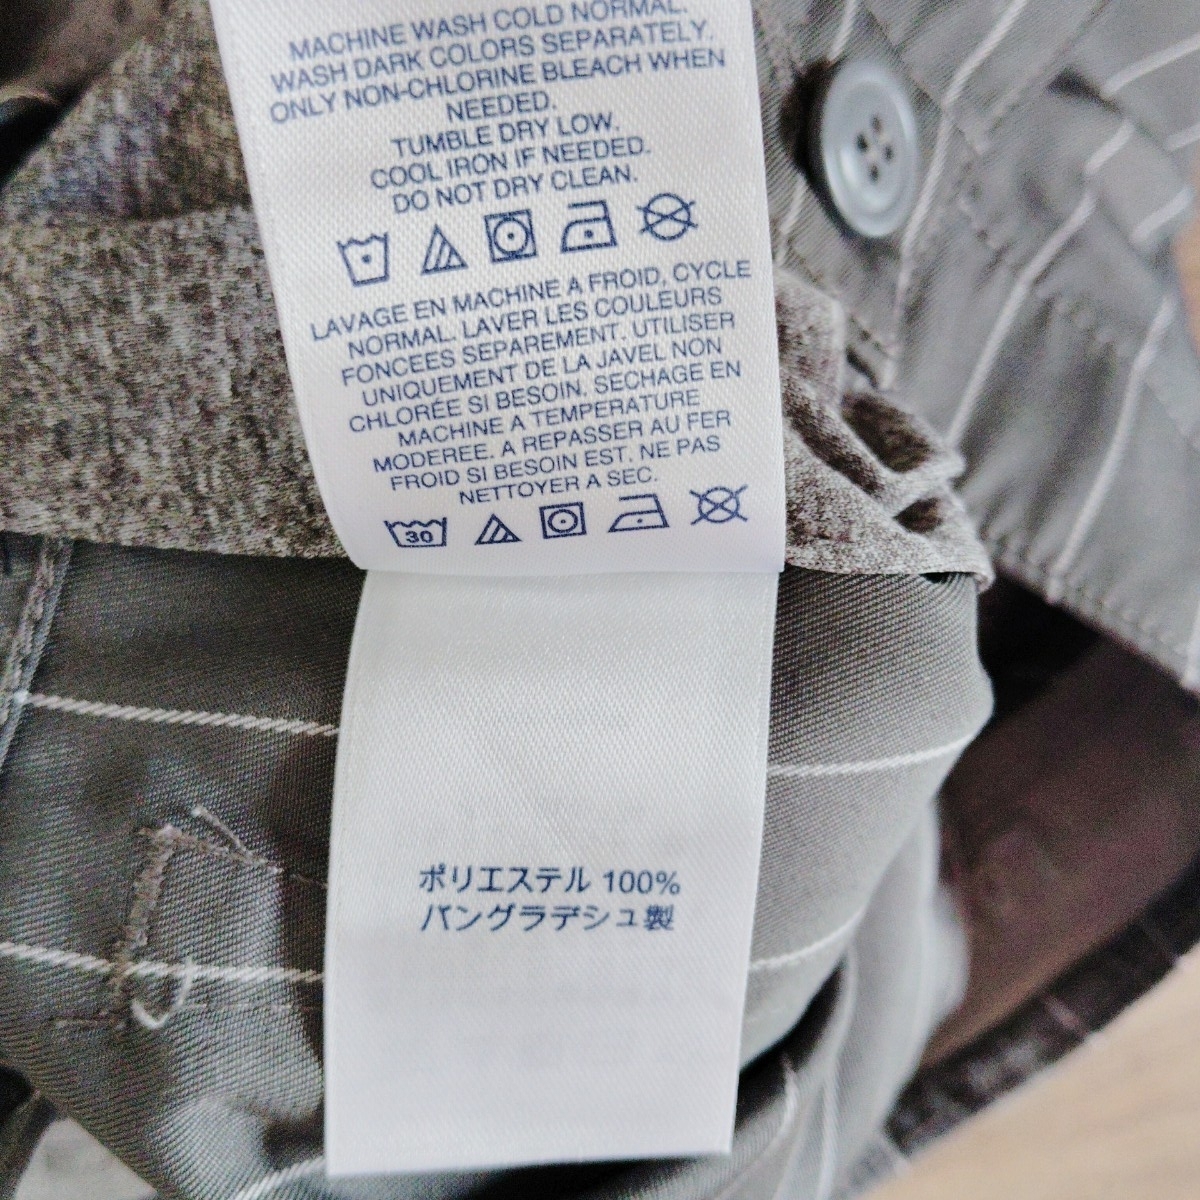 MACHINE WASH COLD NORMAL.
WASH DARK COLORS SEPARATELY.
ONLY NON-CHLORINE BLEACH WHEN
NEEDED.
TUMBLE DRY LOW.
COOL IRON IF NEEDED.
DO NOT DRY CLEAN.
LAVAGE EN MACHINE A FROID, CYCLE
NORMAL. LAVER LES COULEURS
FONCEES SEPAREMENT. UTILISER
UNIQUEMENT DE LA JAVEL NON
CHLORÉE SI BESOIN. SECHAGE EN
MACHINE A TEMPERATURE
MODEREE. A REPASSER AU FER
FROID SI BESOIN EST. NE PAS
NETTOYER A SEC.
30
ポリエステル 100%
バングラデシュ製